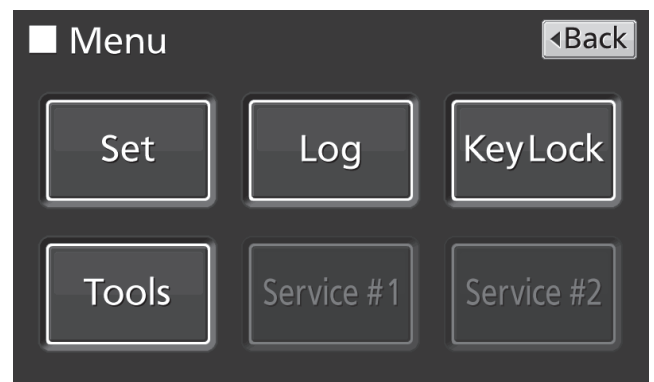 Menu
◂Back
Set
Log
KeyLock
Tools
Service #1
Service #2